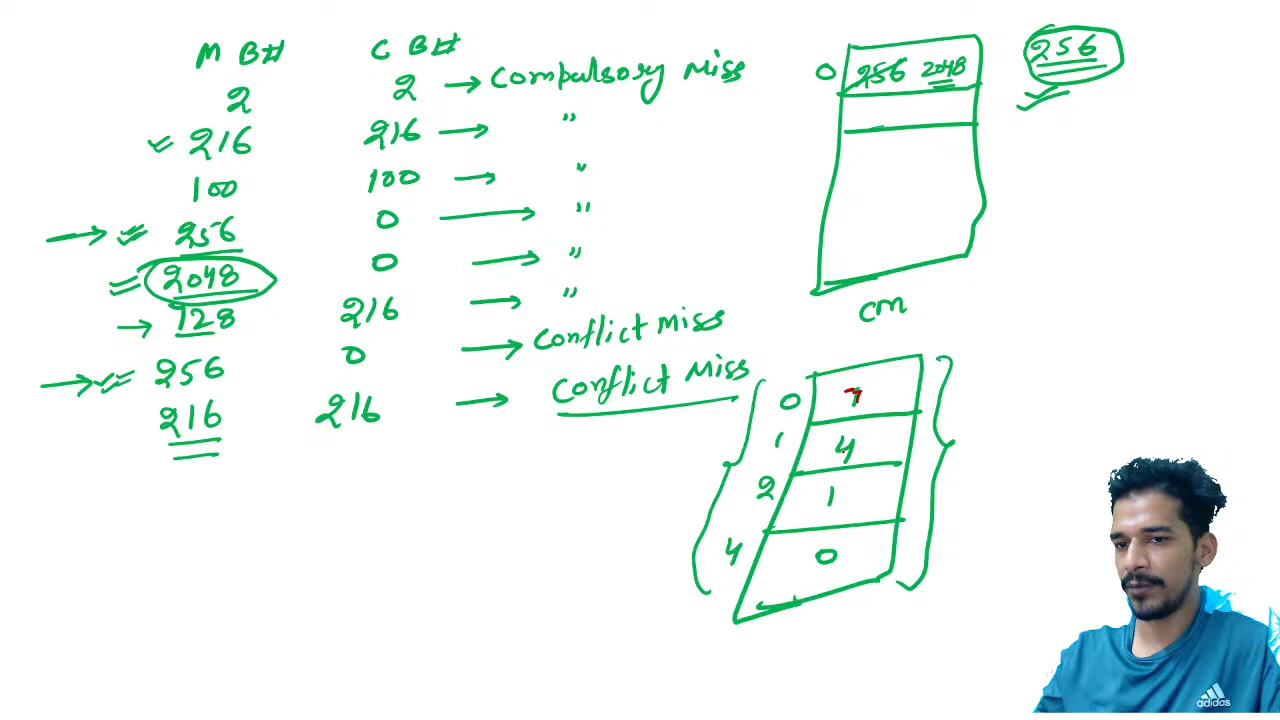 M B# C B#
2 2 → Compulsory Miss
216 216 → "
100 100 → "
→ 256 0 → "
2048 0 → "
→ 728 216 → "
→ 256 0 → Conflict Miss
216 216 → Conflict Miss
0 256 2048
256
CM
0 7
1 4
2 1
4 0
adidas